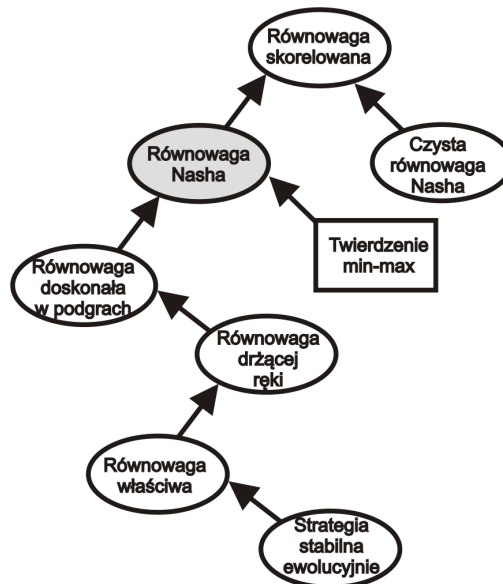 Równowaga
skorelowana
Równowaga
Nasha
Czysta
równowaga
Nasha
Twierdzenie
min-max
Równowaga
doskonała
w podgrach
Równowaga
drżącej
ręki
Równowaga
właściwa
Strategia
stabilna
ewolucyjnie